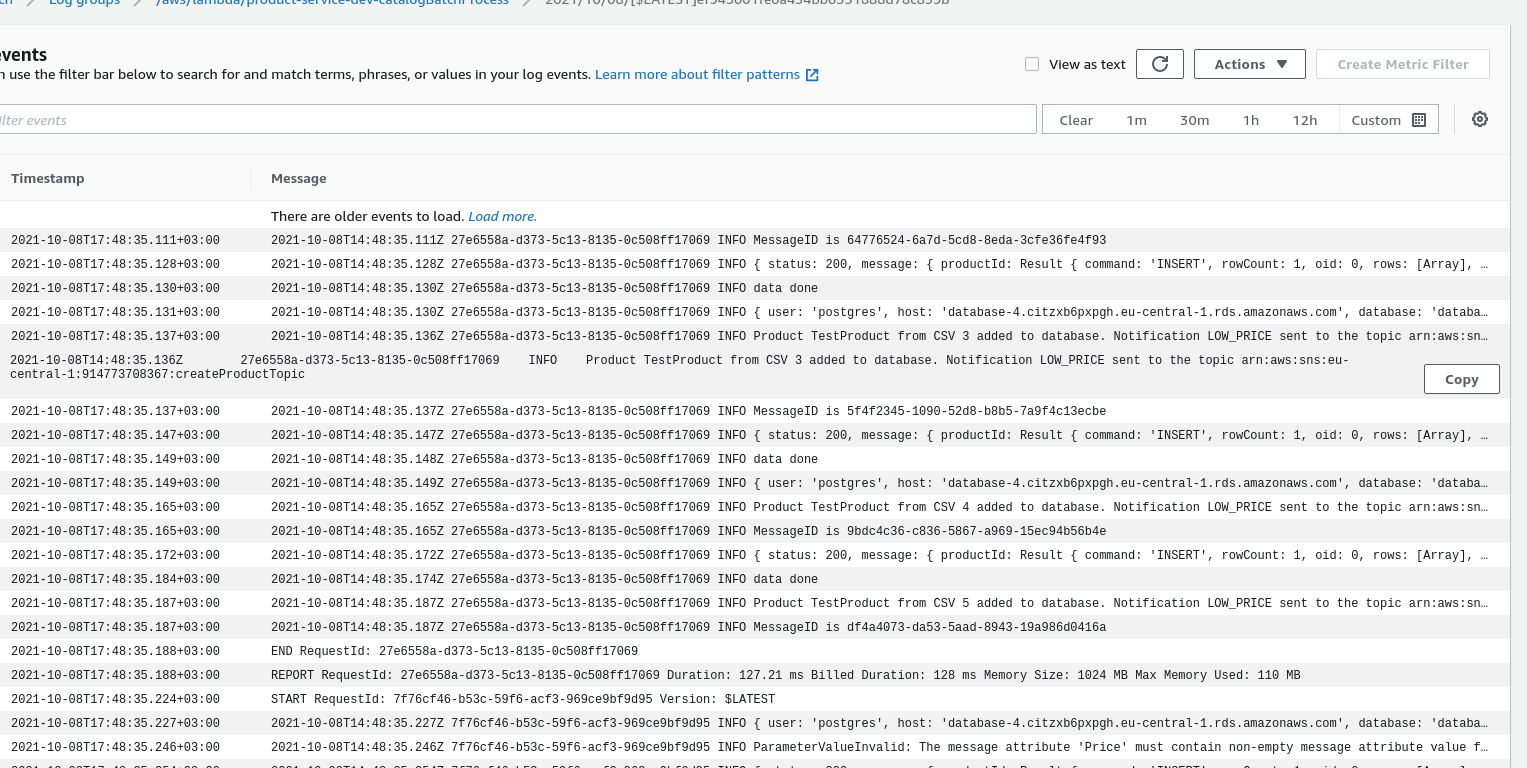 Log groups
/aws/lambda/product-service-dev-catalogBatchProcess
events
use the filter bar below to search for and match terms, phrases, or values in your log events. Learn more about filter patterns
View as text
Actions
Create Metric Filter
Clear 1m 30m 1h 12h Custom
events
Timestamp Message
There are older events to load. Load more.
2021-10-08T17:48:35.111+03:00 2021-10-08T14:48:35.111Z 27e6558a-d373-5c13-8135-0c508ff17069 INFO MessageID is 64776524-6a7d-5cd8-8eda-3cfe36fe4f93
2021-10-08T17:48:35.128+03:00 2021-10-08T14:48:35.128Z 27e6558a-d373-5c13-8135-0c508ff17069 INFO { status: 200, message: { productId: Result { command: 'INSERT', rowCount: 1, oid: 0, rows: [Array], …
2021-10-08T17:48:35.130+03:00 2021-10-08T14:48:35.130Z 27e6558a-d373-5c13-8135-0c508ff17069 INFO data done
2021-10-08T17:48:35.131+03:00 2021-10-08T14:48:35.130Z 27e6558a-d373-5c13-8135-0c508ff17069 INFO { user: 'postgres', host: 'database-4.citzxb6pxpgh.eu-central-1.rds.amazonaws.com', database: 'databa…
2021-10-08T17:48:35.137+03:00 2021-10-08T14:48:35.136Z 27e6558a-d373-5c13-8135-0c508ff17069 INFO Product TestProduct from CSV 3 added to database. Notification LOW_PRICE sent to the topic arn:aws:sn…
2021-10-08T14:48:35.136Z 27e6558a-d373-5c13-8135-0c508ff17069 INFO Product TestProduct from CSV 3 added to database. Notification LOW_PRICE sent to the topic arn:aws:sns:eu-
central-1:914773708367:createProductTopic
Copy
2021-10-08T17:48:35.137+03:00 2021-10-08T14:48:35.137Z 27e6558a-d373-5c13-8135-0c508ff17069 INFO MessageID is 5f4f2345-1090-52d8-b8b5-7a9f4c13ecbe
2021-10-08T17:48:35.147+03:00 2021-10-08T14:48:35.147Z 27e6558a-d373-5c13-8135-0c508ff17069 INFO { status: 200, message: { productId: Result { command: 'INSERT', rowCount: 1, oid: 0, rows: [Array], …
2021-10-08T17:48:35.149+03:00 2021-10-08T14:48:35.148Z 27e6558a-d373-5c13-8135-0c508ff17069 INFO data done
2021-10-08T17:48:35.149+03:00 2021-10-08T14:48:35.149Z 27e6558a-d373-5c13-8135-0c508ff17069 INFO { user: 'postgres', host: 'database-4.citzxb6pxpgh.eu-central-1.rds.amazonaws.com', database: 'databa…
2021-10-08T17:48:35.165+03:00 2021-10-08T14:48:35.165Z 27e6558a-d373-5c13-8135-0c508ff17069 INFO Product TestProduct from CSV 4 added to database. Notification LOW_PRICE sent to the topic arn:aws:sn…
2021-10-08T17:48:35.165+03:00 2021-10-08T14:48:35.165Z 27e6558a-d373-5c13-8135-0c508ff17069 INFO MessageID is 9bdc4c36-c836-5867-a969-15ec94b56b4e
2021-10-08T17:48:35.172+03:00 2021-10-08T14:48:35.172Z 27e6558a-d373-5c13-8135-0c508ff17069 INFO { status: 200, message: { productId: Result { command: 'INSERT', rowCount: 1, oid: 0, rows: [Array], …
2021-10-08T17:48:35.184+03:00 2021-10-08T14:48:35.174Z 27e6558a-d373-5c13-8135-0c508ff17069 INFO data done
2021-10-08T17:48:35.187+03:00 2021-10-08T14:48:35.187Z 27e6558a-d373-5c13-8135-0c508ff17069 INFO Product TestProduct from CSV 5 added to database. Notification LOW_PRICE sent to the topic arn:aws:sn…
2021-10-08T17:48:35.187+03:00 2021-10-08T14:48:35.187Z 27e6558a-d373-5c13-8135-0c508ff17069 INFO MessageID is df4a4073-da53-5aad-8943-19a986d0416a
2021-10-08T17:48:35.188+03:00 END RequestId: 27e6558a-d373-5c13-8135-0c508ff17069
2021-10-08T17:48:35.188+03:00 REPORT RequestId: 27e6558a-d373-5c13-8135-0c508ff17069 Duration: 127.21 ms Billed Duration: 128 ms Memory Size: 1024 MB Max Memory Used: 110 MB
2021-10-08T17:48:35.224+03:00 START RequestId: 7f76cf46-b53c-59f6-acf3-969ce9bf9d95 Version: $LATEST
2021-10-08T17:48:35.227+03:00 2021-10-08T14:48:35.227Z 7f76cf46-b53c-59f6-acf3-969ce9bf9d95 INFO { user: 'postgres', host: 'database-4.citzxb6pxpgh.eu-central-1.rds.amazonaws.com', database: 'databa…
2021-10-08T17:48:35.246+03:00 2021-10-08T14:48:35.246Z 7f76cf46-b53c-59f6-acf3-969ce9bf9d95 INFO ParameterValueInvalid: The message attribute 'Price' must contain non-empty message attribute value f…